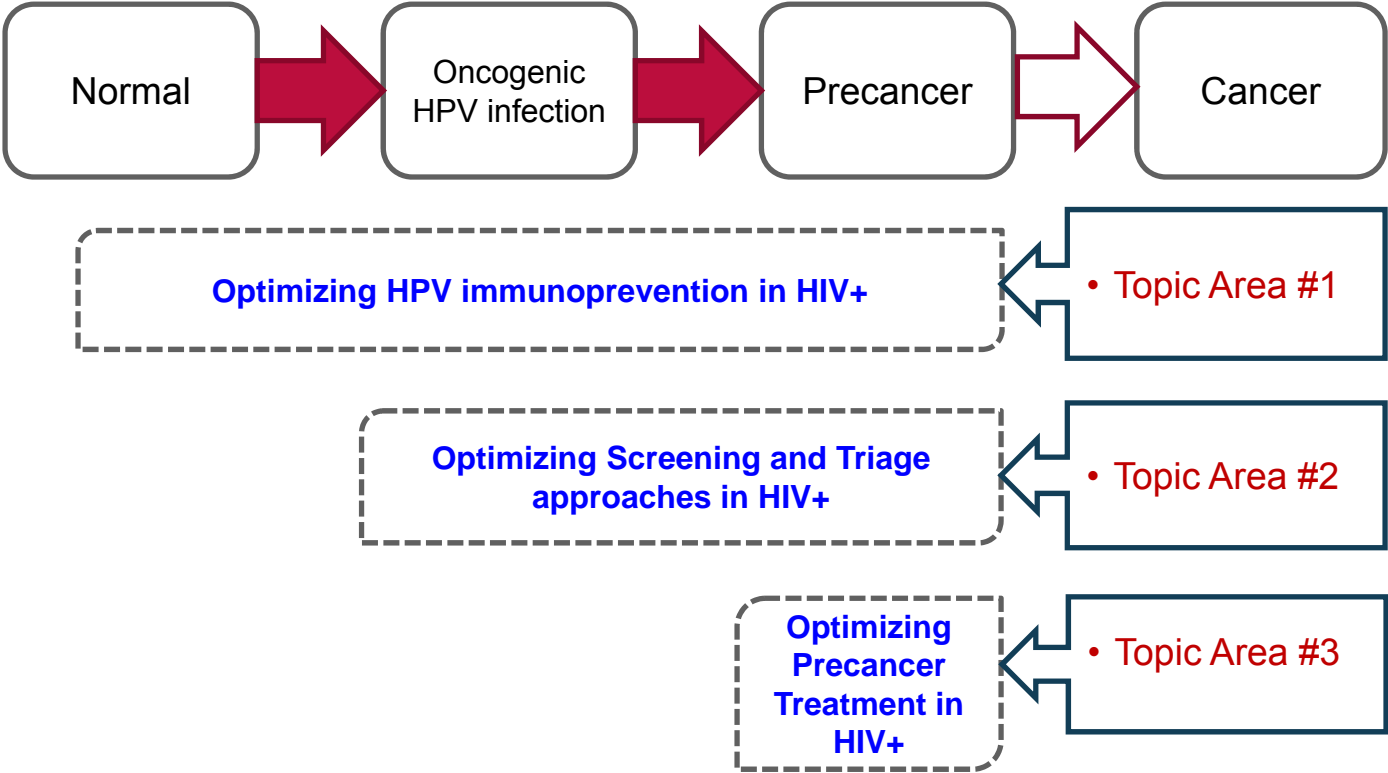 Normal
Oncogenic
HPV infection
Precancer
Cancer
Optimizing HPV immunoprevention in HIV+
• Topic Area #1
Optimizing Screening and Triage
approaches in HIV+
• Topic Area #2
Optimizing
Precancer
Treatment in
HIV+
• Topic Area #3